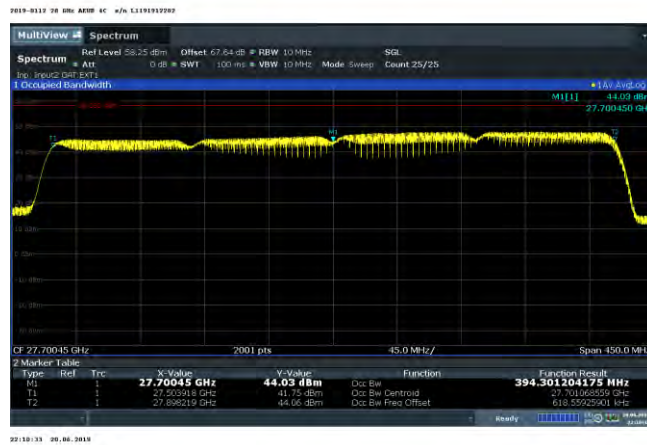 2019-0112 28 GHz AEUD 4C s/n L1191912282
MultiView Spectrum
Spectrum
Ref Level 58.25 dBm Offset 67.64 dB RBW 10 MHz SGL
Att 0 dB SWT 100 ms VBW 10 MHz Mode Sweep Count 25/25
Inp: Input2 GAT:EXT1
1 Occupied Bandwidth 1Av AvgLog
M1[1] 44.03 dBm
27.700450 GH
T1
M1
T2
CF 27.70045 GHz 2001 pts 45.0 MHz/ Span 450.0 MH
2 Marker Table
Type Ref Trc X-Value Y-Value Function Function Result
M1 1 27.70045 GHz 44.03 dBm Occ Bw 394.301204175 MHz
T1 1 27.503918 GHz 41.75 dBm Occ Bw Centroid 27.701068559 GHz
T2 1 27.898219 GHz 44.06 dBm Occ Bw Freq Offset 618.55925901 kHz
Ready
22:10:33 20.06.2019